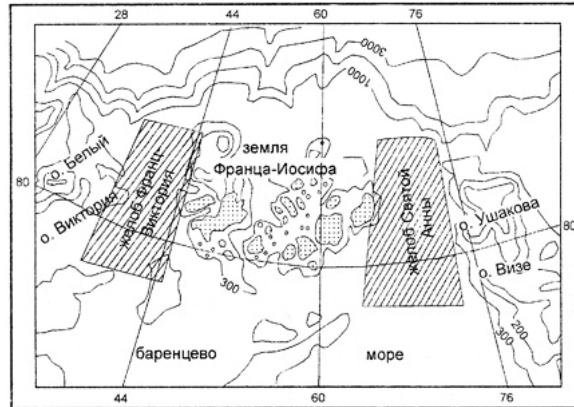 28 44 60 76
3000
1000
земля
Франца-Иосифа
о. Белый
80
о. Виктория
желоб Франц-
Виктория
желоб Святой
Анны
о. Ушакова
80
о. Визе
300
200
300
баренцево море
44 60 76